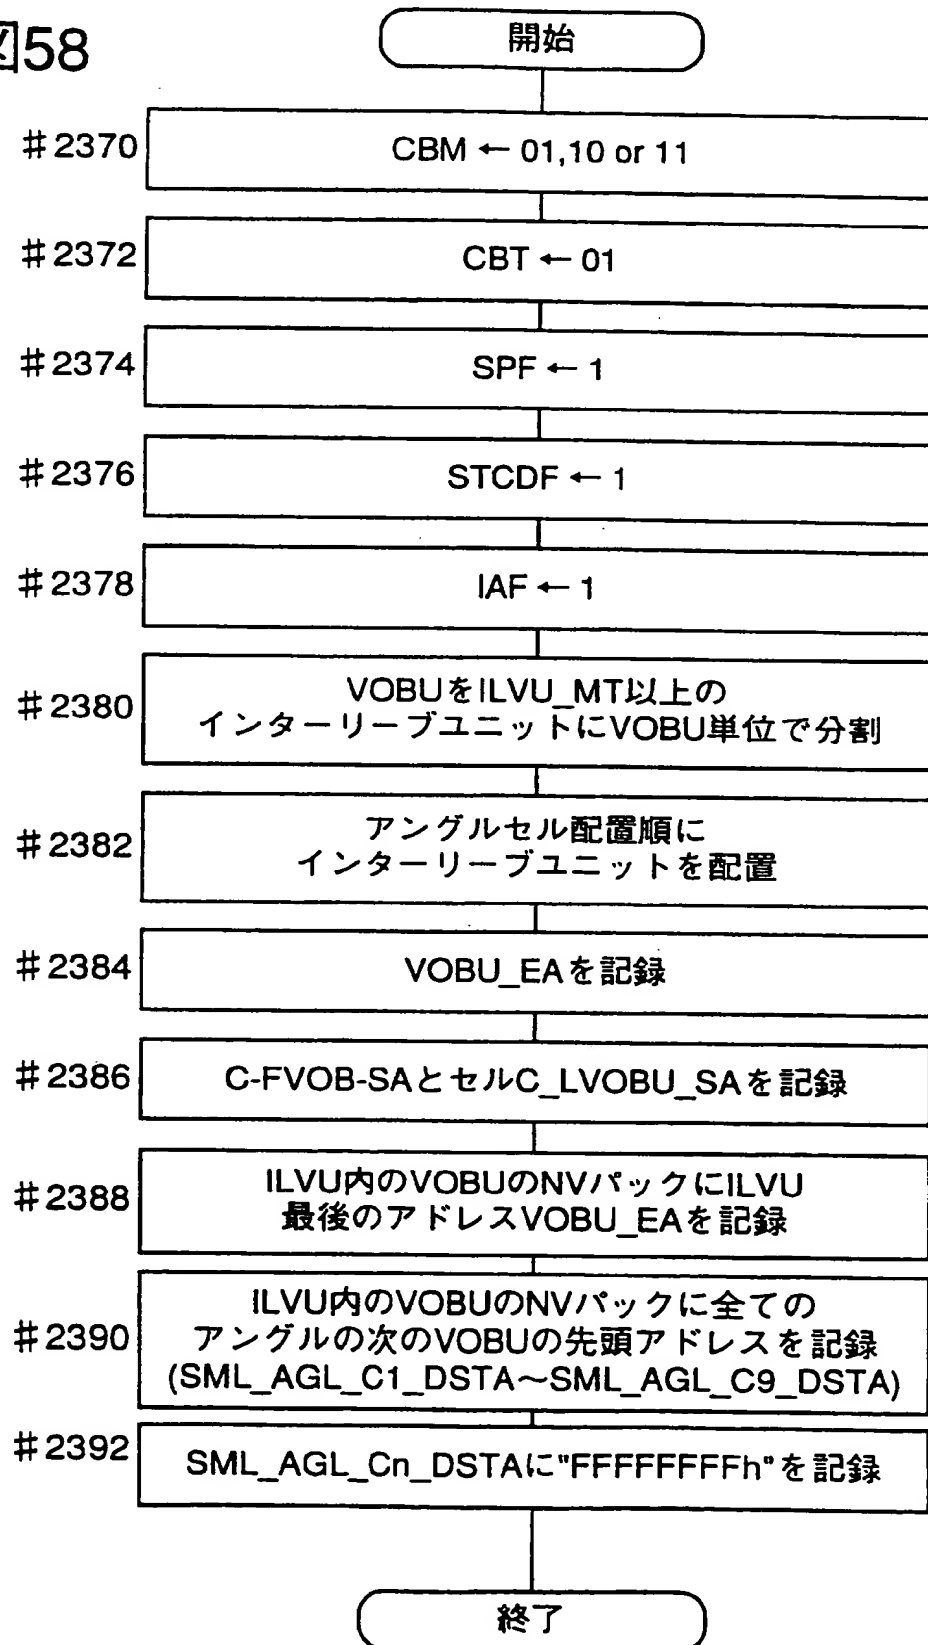 図58
開始
#2370
CBM ← 01,10 or 11
#2372
CBT ← 01
#2374
SPF ← 1
#2376
STCDF ← 1
#2378
IAF ← 1
#2380
VOBUをILVU_MT以上の
インターリーブユニットにVOBU単位で分割
#2382
アングルセル配置順に
インターリーブユニットを配置
#2384
VOBU_EAを記録
#2386
C-FVOB-SAとセルC_LVOBU_SAを記録
#2388
ILVU内のVOBUのNVパックにILVU
最後のアドレスVOBU_EAを記録
#2390
ILVU内のVOBUのNVパックに全ての
アングルの次のVOBUの先頭アドレスを記録
(SML_AGL_C1_DSTA～SML_AGL_C9_DSTA)
#2392
SML_AGL_Cn_DSTAに"FFFFFFFFh"を記録
終了